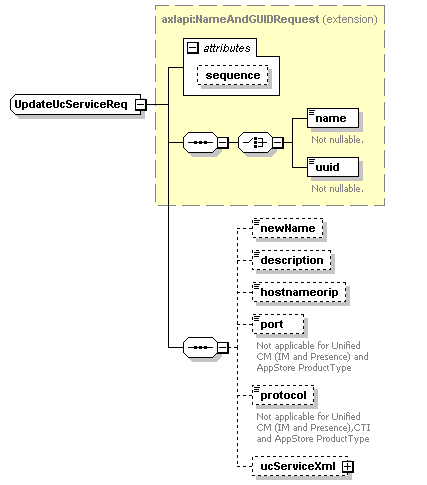 axlapi:NameAndGUIDRequest (extension)
attributes
sequence
UpdateUcServiceReq
name
Not nullable.
uuid
Not nullable.
newName
description
hostnameorip
port
Not applicable for Unified
CM (IM and Presence) and
AppStore ProductType
protocol
Not applicable for Unified
CM (IM and Presence),CTI
and AppStore ProductType
ucServiceXml